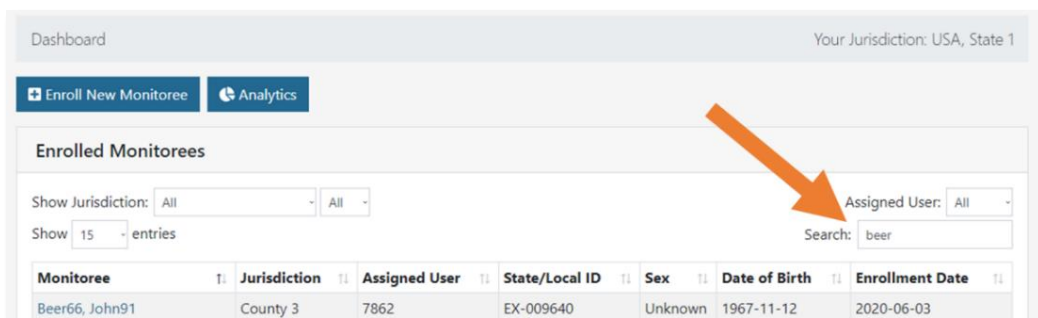 Dashboard Your Jurisdiction: USA, State 1
Enroll New Monitoree Analytics
Enrolled Monitorees
Show Jurisdiction: All All Assigned User: All
Show 15 entries Search: beer
Monitoree Jurisdiction Assigned User State/Local ID Sex Date of Birth Enrollment Date
Beer66, John91 County 3 7862 EX-009640 Unknown 1967-11-12 2020-06-03